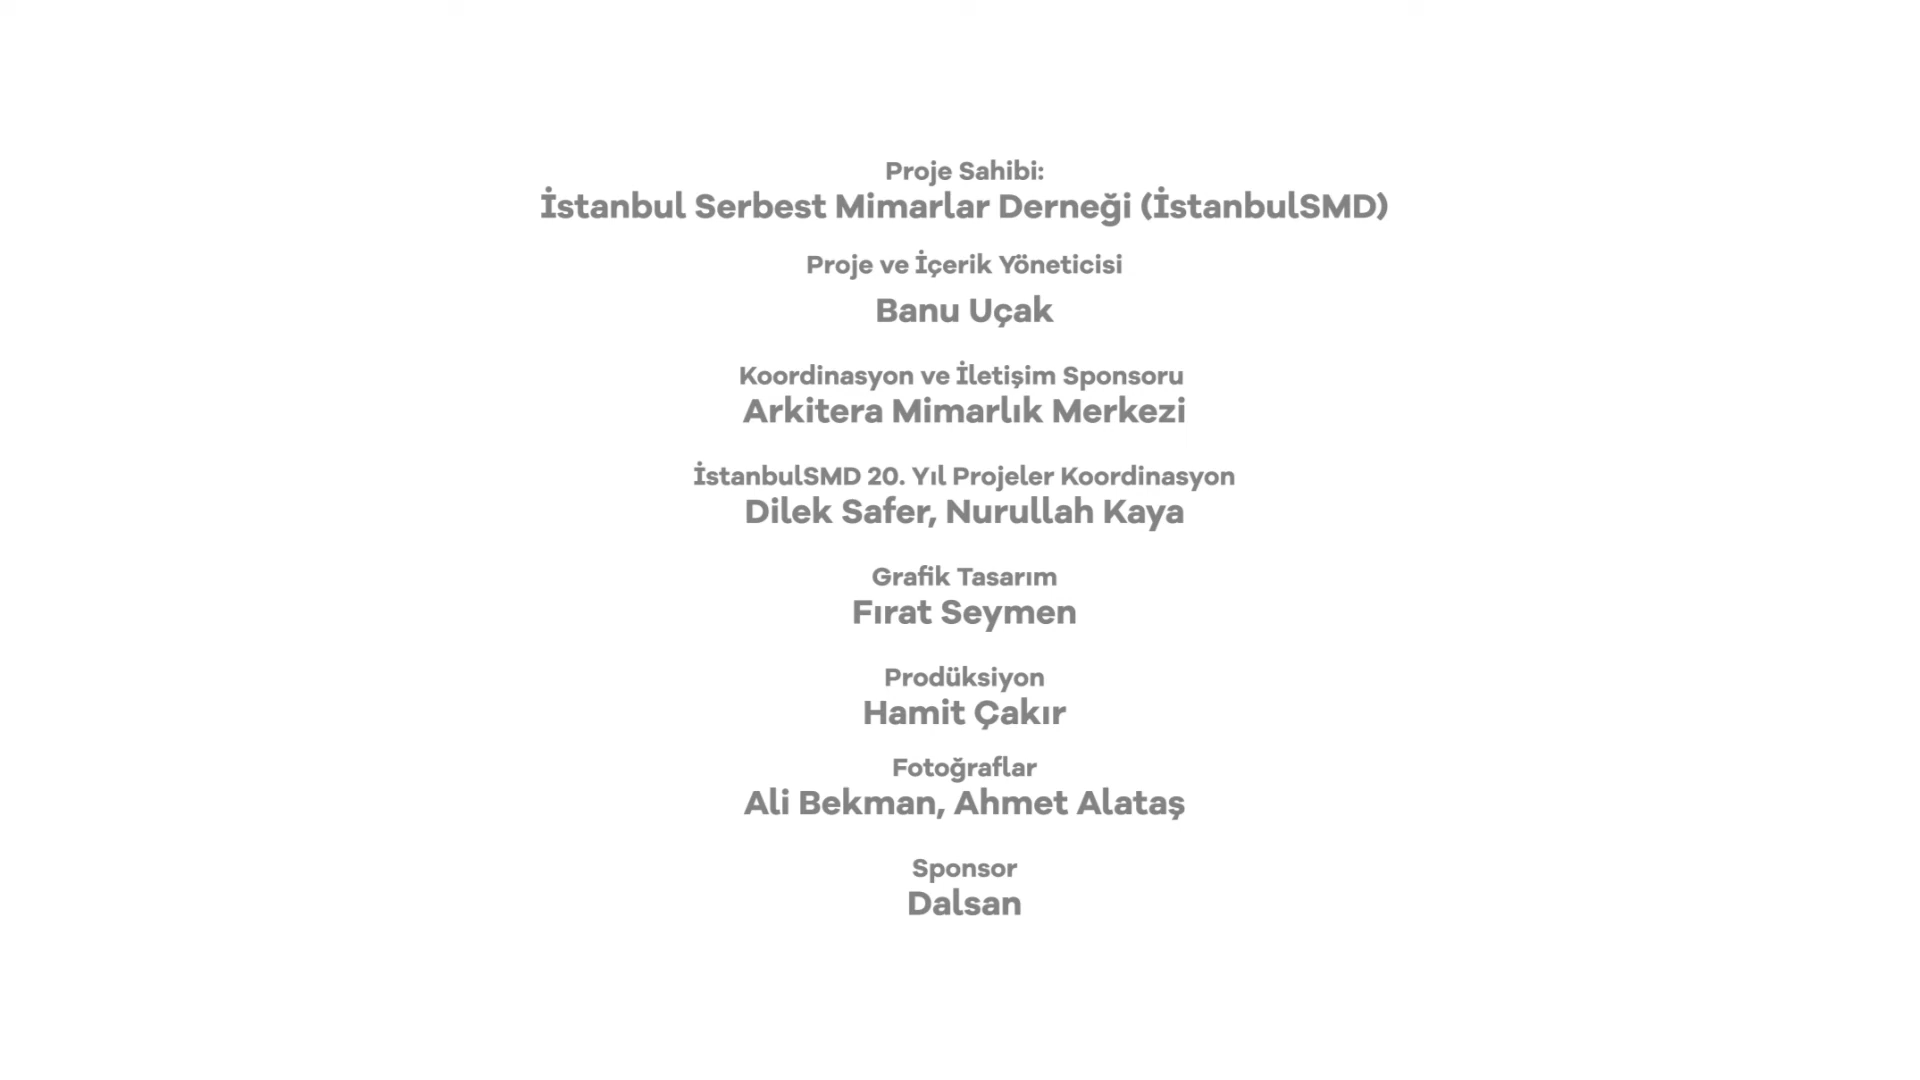 Proje Sahibi:
İstanbul Serbest Mimarlar Derneği (İstanbulSMD)
Proje ve İçerik Yöneticisi
Banu Uçak
Koordinasyon ve İletişim Sponsoru
Arkitera Mimarlık Merkezi
İstanbulSMD 20. Yıl Projeler Koordinasyon
Dilek Safer, Nurullah Kaya
Grafik Tasarım
Fırat Seymen
Prodüksiyon
Hamit Çakır
Fotoğraflar
Ali Bekman, Ahmet Alataş
Sponsor
Dalsan